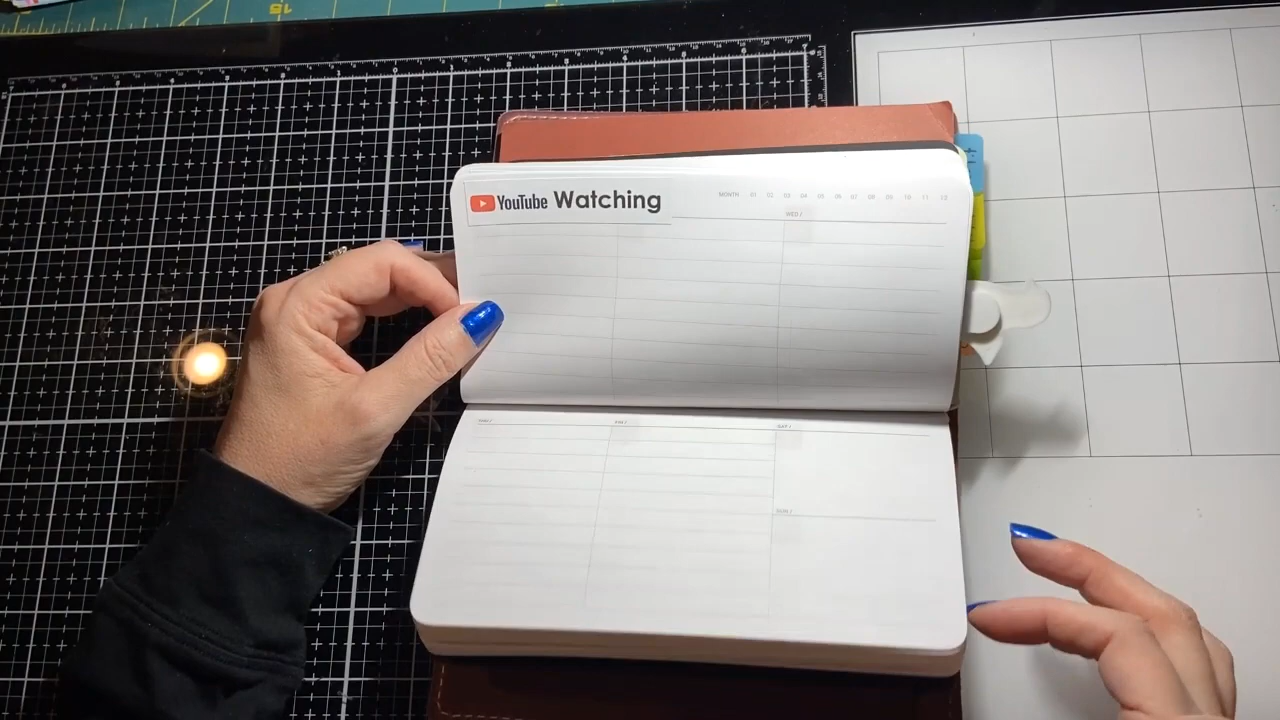 15
YouTube Watching
MONTH 01 02 03 04 05 06 07 08 09 10 11 12
WED /
FRI /
SAT /
SUN /